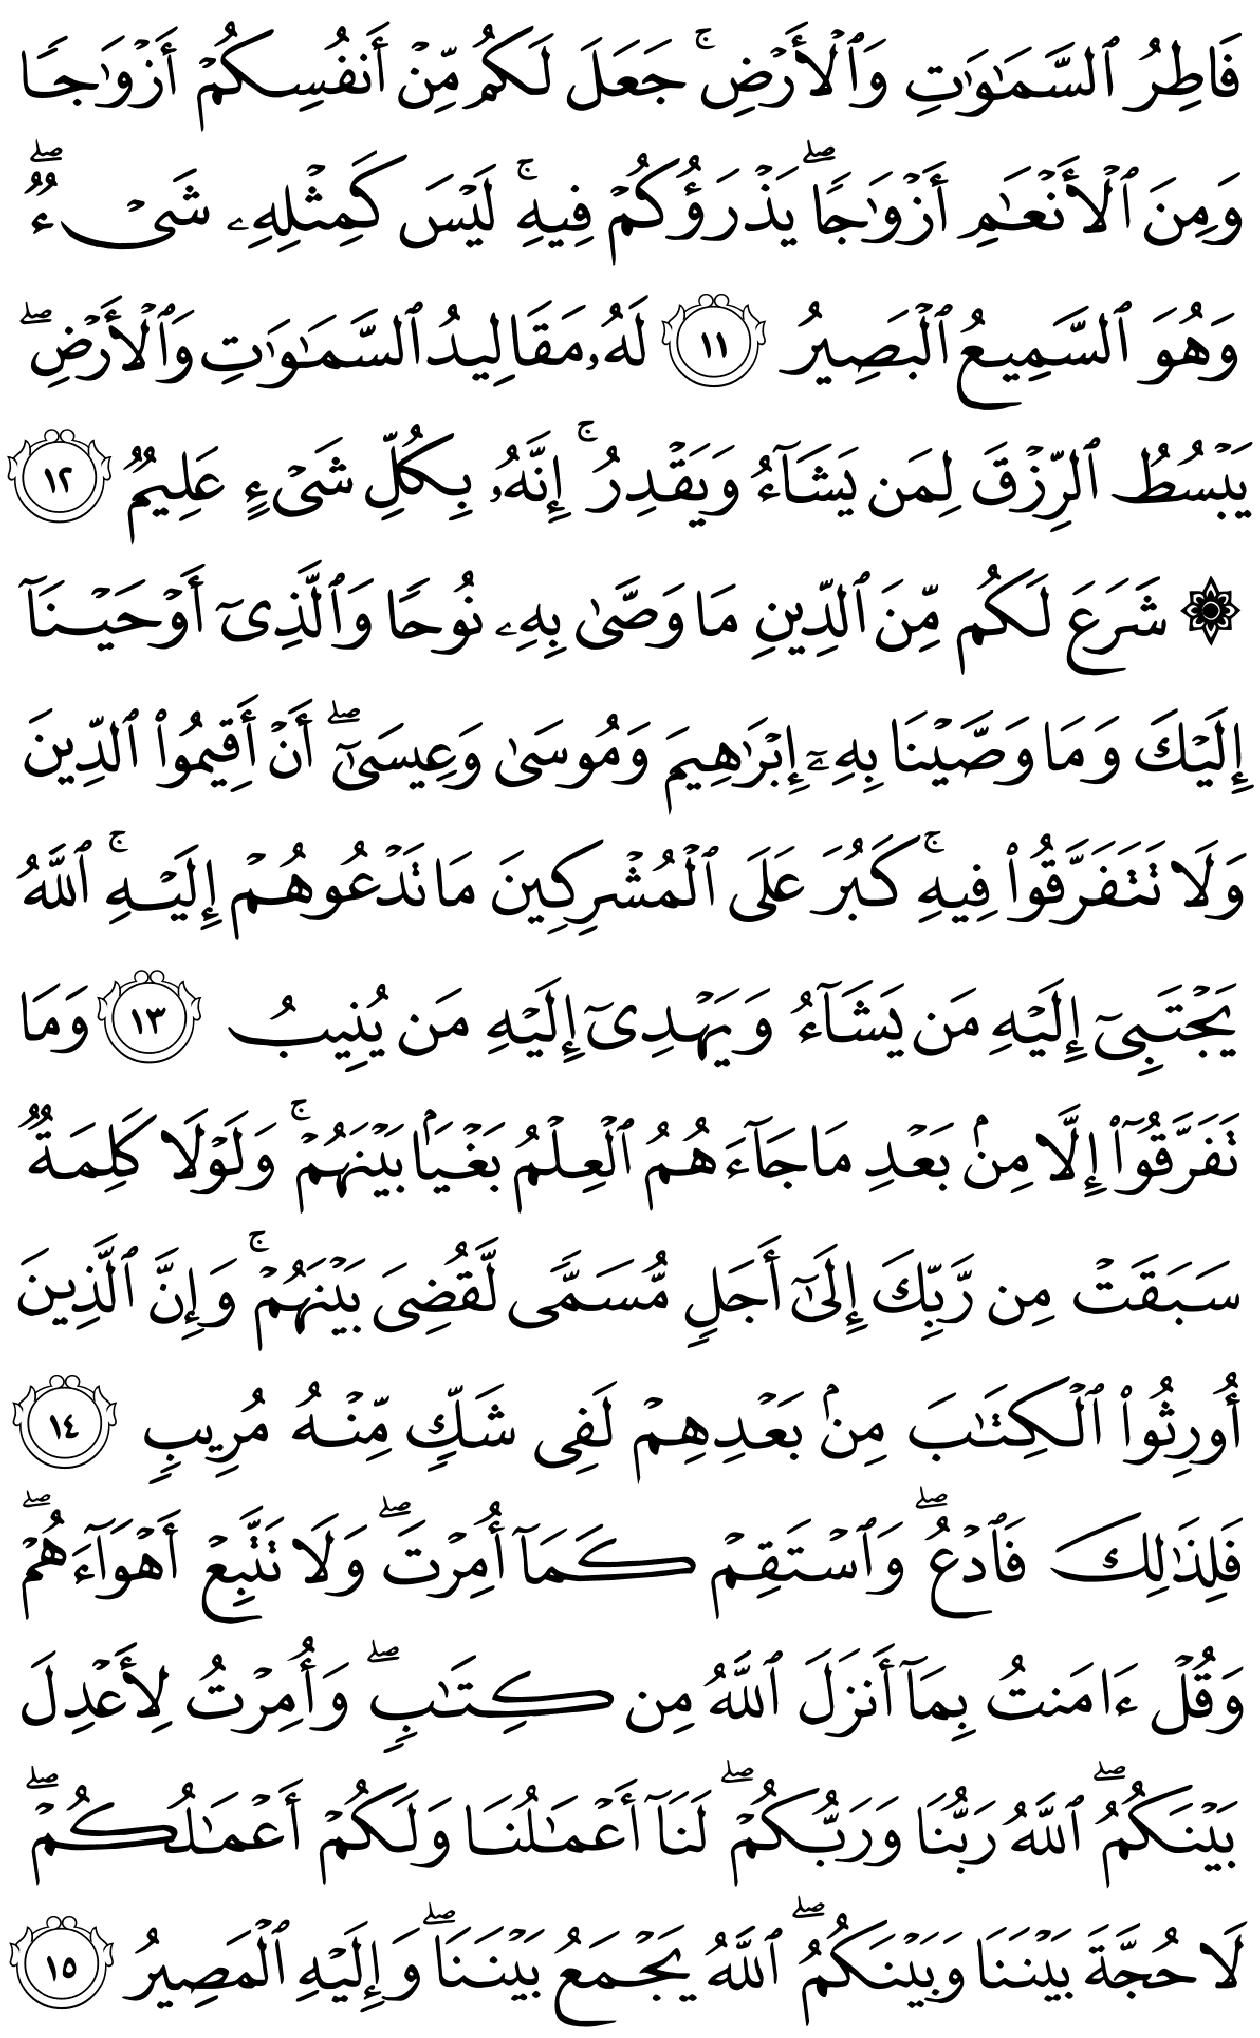 فَاطِرُ ٱلسَّمَٰوَٰتِ وَٱلْأَرْضِ ۚ جَعَلَ لَكُم مِّنْ أَنفُسِكُمْ أَزْوَٰجًا
وَمِنَ ٱلْأَنْعَٰمِ أَزْوَٰجًا ۖ يَذْرَؤُكُمْ فِيهِ ۚ لَيْسَ كَمِثْلِهِۦ شَىْءٌ ۖ
وَهُوَ ٱلسَّمِيعُ ٱلْبَصِيرُ ١١ لَهُۥ مَقَالِيدُ ٱلسَّمَٰوَٰتِ وَٱلْأَرْضِ ۖ
يَبْسُطُ ٱلرِّزْقَ لِمَن يَشَآءُ وَيَقْدِرُ ۚ إِنَّهُۥ بِكُلِّ شَىْءٍ عَلِيمٌ ١٢
۞ شَرَعَ لَكُم مِّنَ ٱلدِّينِ مَا وَصَّىٰ بِهِۦ نُوحًا وَٱلَّذِىٓ أَوْحَيْنَآ
إِلَيْكَ وَمَا وَصَّيْنَا بِهِۦٓ إِبْرَٰهِيمَ وَمُوسَىٰ وَعِيسَىٰٓ ۖ أَنْ أَقِيمُوا۟ ٱلدِّينَ
وَلَا تَتَفَرَّقُوا۟ فِيهِ ۚ كَبُرَ عَلَى ٱلْمُشْرِكِينَ مَا تَدْعُوهُمْ إِلَيْهِ ۚ ٱللَّهُ
يَجْتَبِىٓ إِلَيْهِ مَن يَشَآءُ وَيَهْدِىٓ إِلَيْهِ مَن يُنِيبُ ١٣ وَمَا
تَفَرَّقُوٓا۟ إِلَّا مِنۢ بَعْدِ مَا جَآءَهُمُ ٱلْعِلْمُ بَغْيًۢا بَيْنَهُمْ ۚ وَلَوْلَا كَلِمَةٌ
سَبَقَتْ مِن رَّبِّكَ إِلَىٰٓ أَجَلٍ مُّسَمًّى لَّقُضِىَ بَيْنَهُمْ ۚ وَإِنَّ ٱلَّذِينَ
أُورِثُوا۟ ٱلْكِتَٰبَ مِنۢ بَعْدِهِمْ لَفِى شَكٍّ مِّنْهُ مُرِيبٍ ١٤
فَلِذَٰلِكَ فَٱدْعُ ۖ وَٱسْتَقِمْ كَمَآ أُمِرْتَ ۖ وَلَا تَتَّبِعْ أَهْوَآءَهُمْ ۖ
وَقُلْ ءَامَنتُ بِمَآ أَنزَلَ ٱللَّهُ مِن كِتَٰبٍ ۖ وَأُمِرْتُ لِأَعْدِلَ
بَيْنَكُمُ ۖ ٱللَّهُ رَبُّنَا وَرَبُّكُمْ ۖ لَنَآ أَعْمَٰلُنَا وَلَكُمْ أَعْمَٰلُكُمْ ۖ
لَا حُجَّةَ بَيْنَنَا وَبَيْنَكُمُ ۖ ٱللَّهُ يَجْمَعُ بَيْنَنَا ۖ وَإِلَيْهِ ٱلْمَصِيرُ ١٥